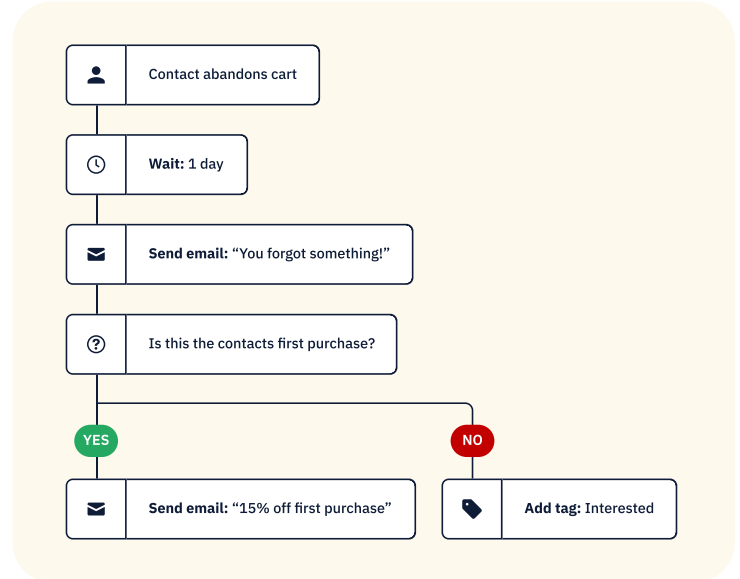 Contact abandons cart
Wait: 1 day
Send email: “You forgot something!”
Is this the contacts first purchase?
YES
NO
Send email: “15% off first purchase”
Add tag: Interested